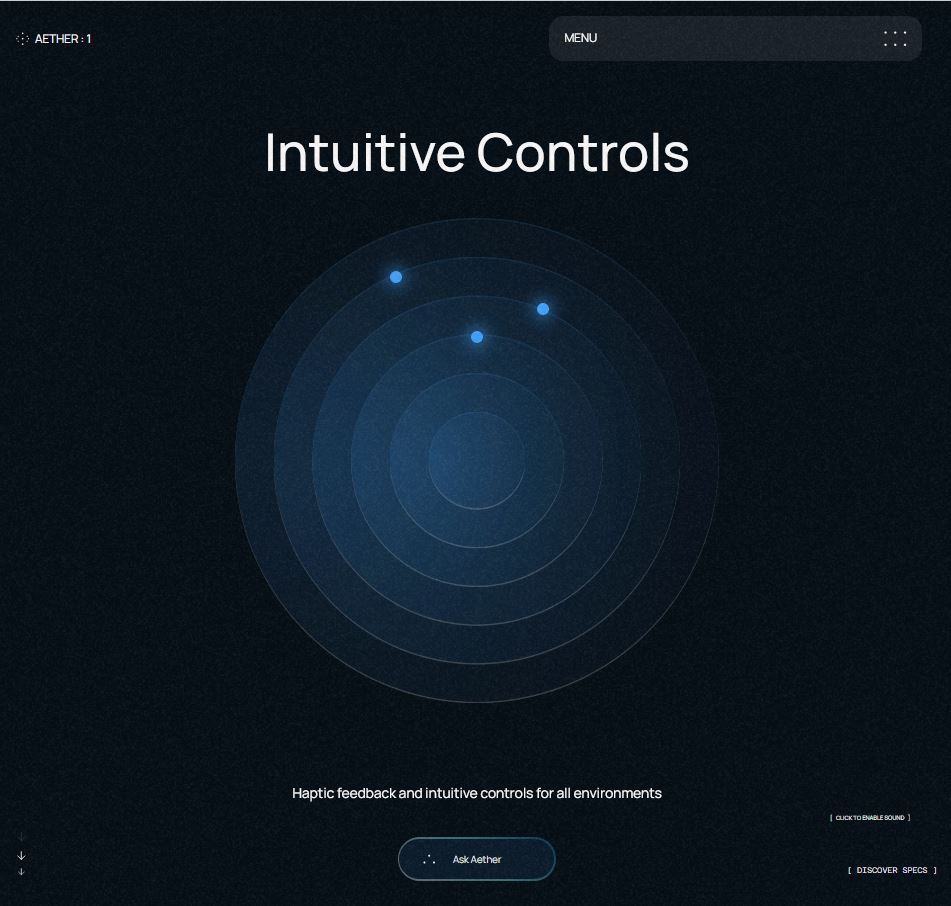 AETHER : 1
MENU
Intuitive Controls
Haptic feedback and intuitive controls for all environments
[ CLICK TO ENABLE SOUND ]
Ask Aether
[ DISCOVER SPECS ]